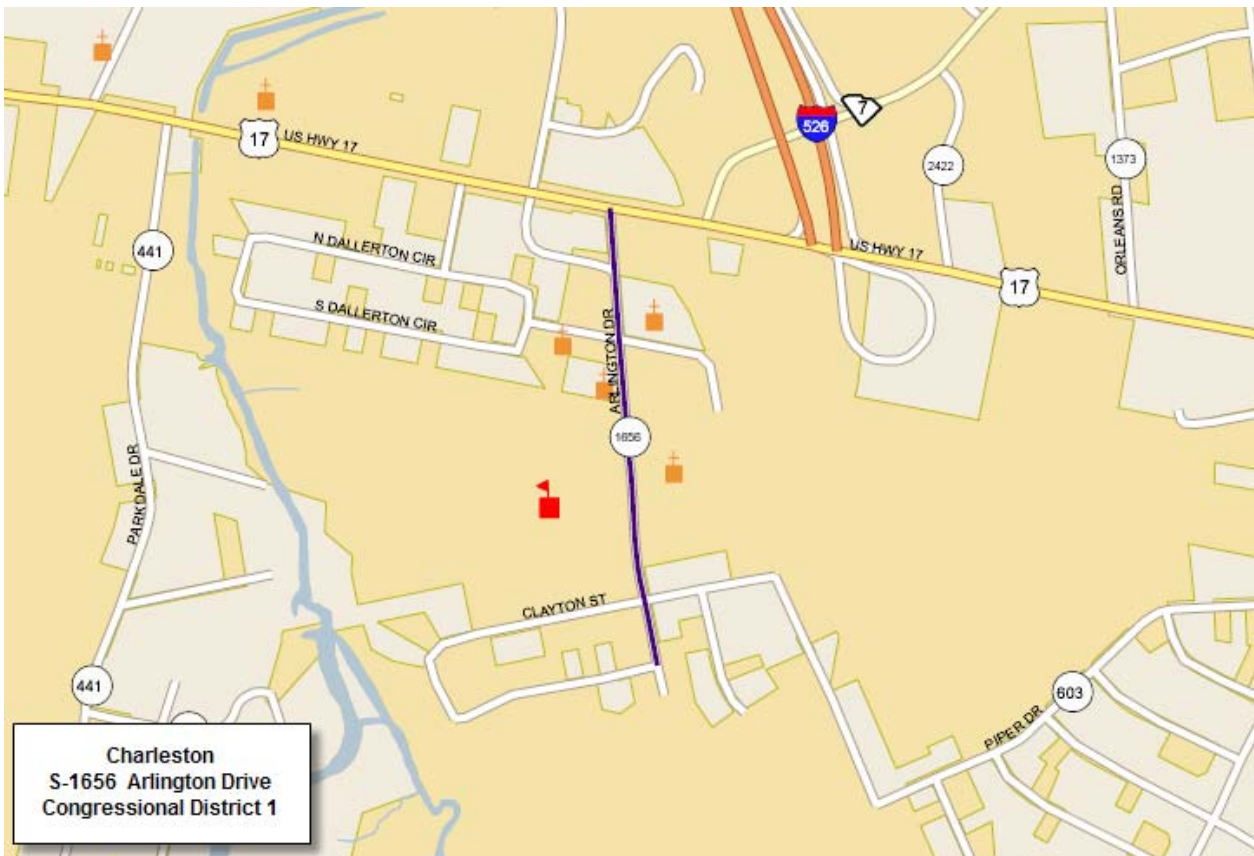 7
526
17
US HWY 17
2422
1373
ORLEANS RD
441
N DALLERTON CIR
US HWY 17
17
S DALLERTON CIR
ARLINGTON DR
1656
PARKDALE DR
CLAYTON ST
441
603
PIPER DR
Charleston
S-1656 Arlington Drive
Congressional District 1